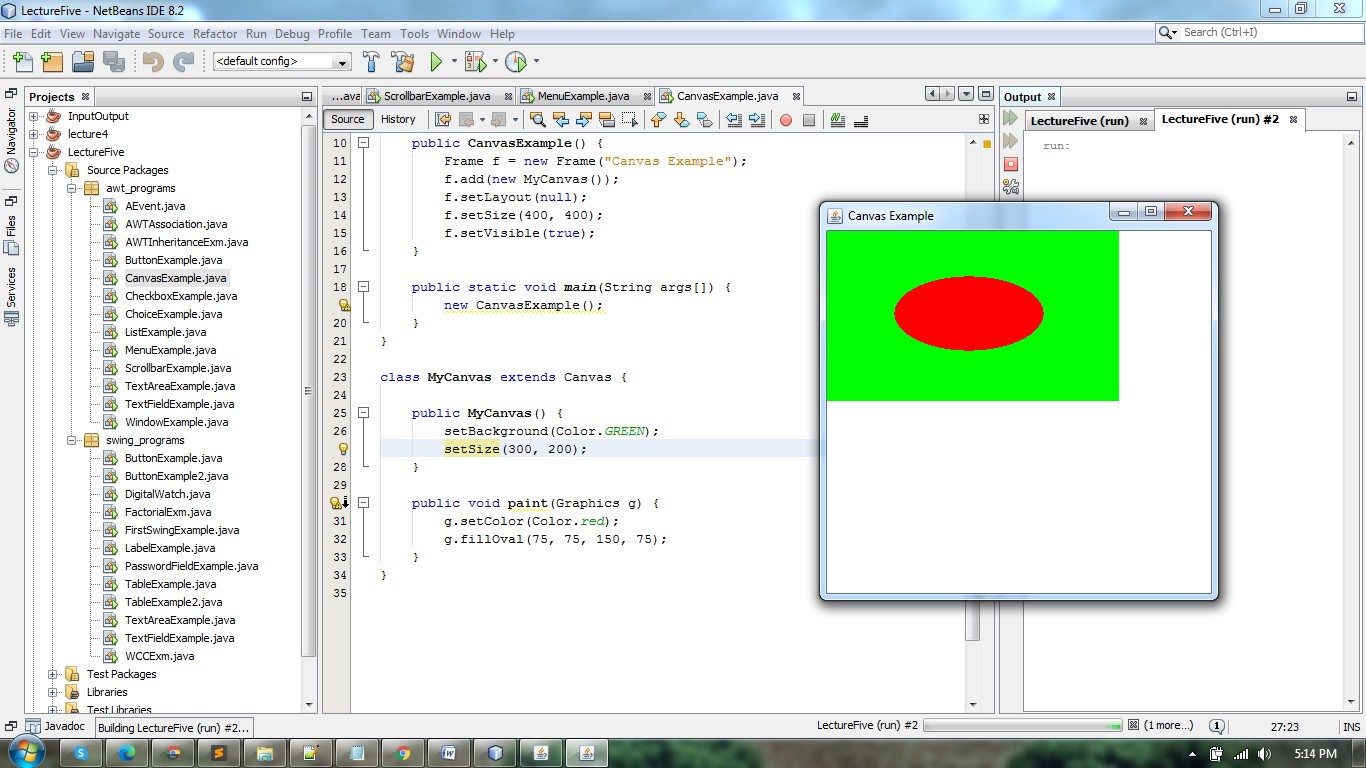 LectureFive - NetBeans IDE 8.2
File Edit View Navigate Source Refactor Run Debug Profile Team Tools Window Help
Search (Ctrl+I)
<default config>
Navigator
Files
Services
Projects
InputOutput
lecture4
LectureFive
Source Packages
awt_programs
AEvent.java
AWTAssociation.java
AWTInheritanceExm.java
ButtonExample.java
CanvasExample.java
CheckboxExample.java
ChoiceExample.java
ListExample.java
MenuExample.java
ScrollbarExample.java
TextAreaExample.java
TextFieldExample.java
WindowExample.java
swing_programs
ButtonExample.java
ButtonExample2.java
DigitalWatch.java
FactorialExm.java
FirstSwingExample.java
LabelExample.java
PasswordFieldExample.java
TableExample.java
TableExample2.java
TextAreaExample.java
TextFieldExample.java
WCCExm.java
Test Packages
Libraries
Test Libraries
...ava ScrollbarExample.java MenuExample.java CanvasExample.java
Source History
10 public CanvasExample() {
11 Frame f = new Frame("Canvas Example");
12 f.add(new MyCanvas());
13 f.setLayout(null);
14 f.setSize(400, 400);
15 f.setVisible(true);
16 }
17
18 public static void main(String args[]) {
new CanvasExample();
20 }
21 }
22
23 class MyCanvas extends Canvas {
24
25 public MyCanvas() {
26 setBackground(Color.GREEN);
setSize(300, 200);
28 }
29
public void paint(Graphics g) {
31 g.setColor(Color.red);
32 g.fillOval(75, 75, 150, 75);
33 }
34 }
35
Output
LectureFive (run) LectureFive (run) #2
run:
Canvas Example
Javadoc Building LectureFive (run) #2...
LectureFive (run) #2 (1 more...) 1 27:23 INS
5:14 PM